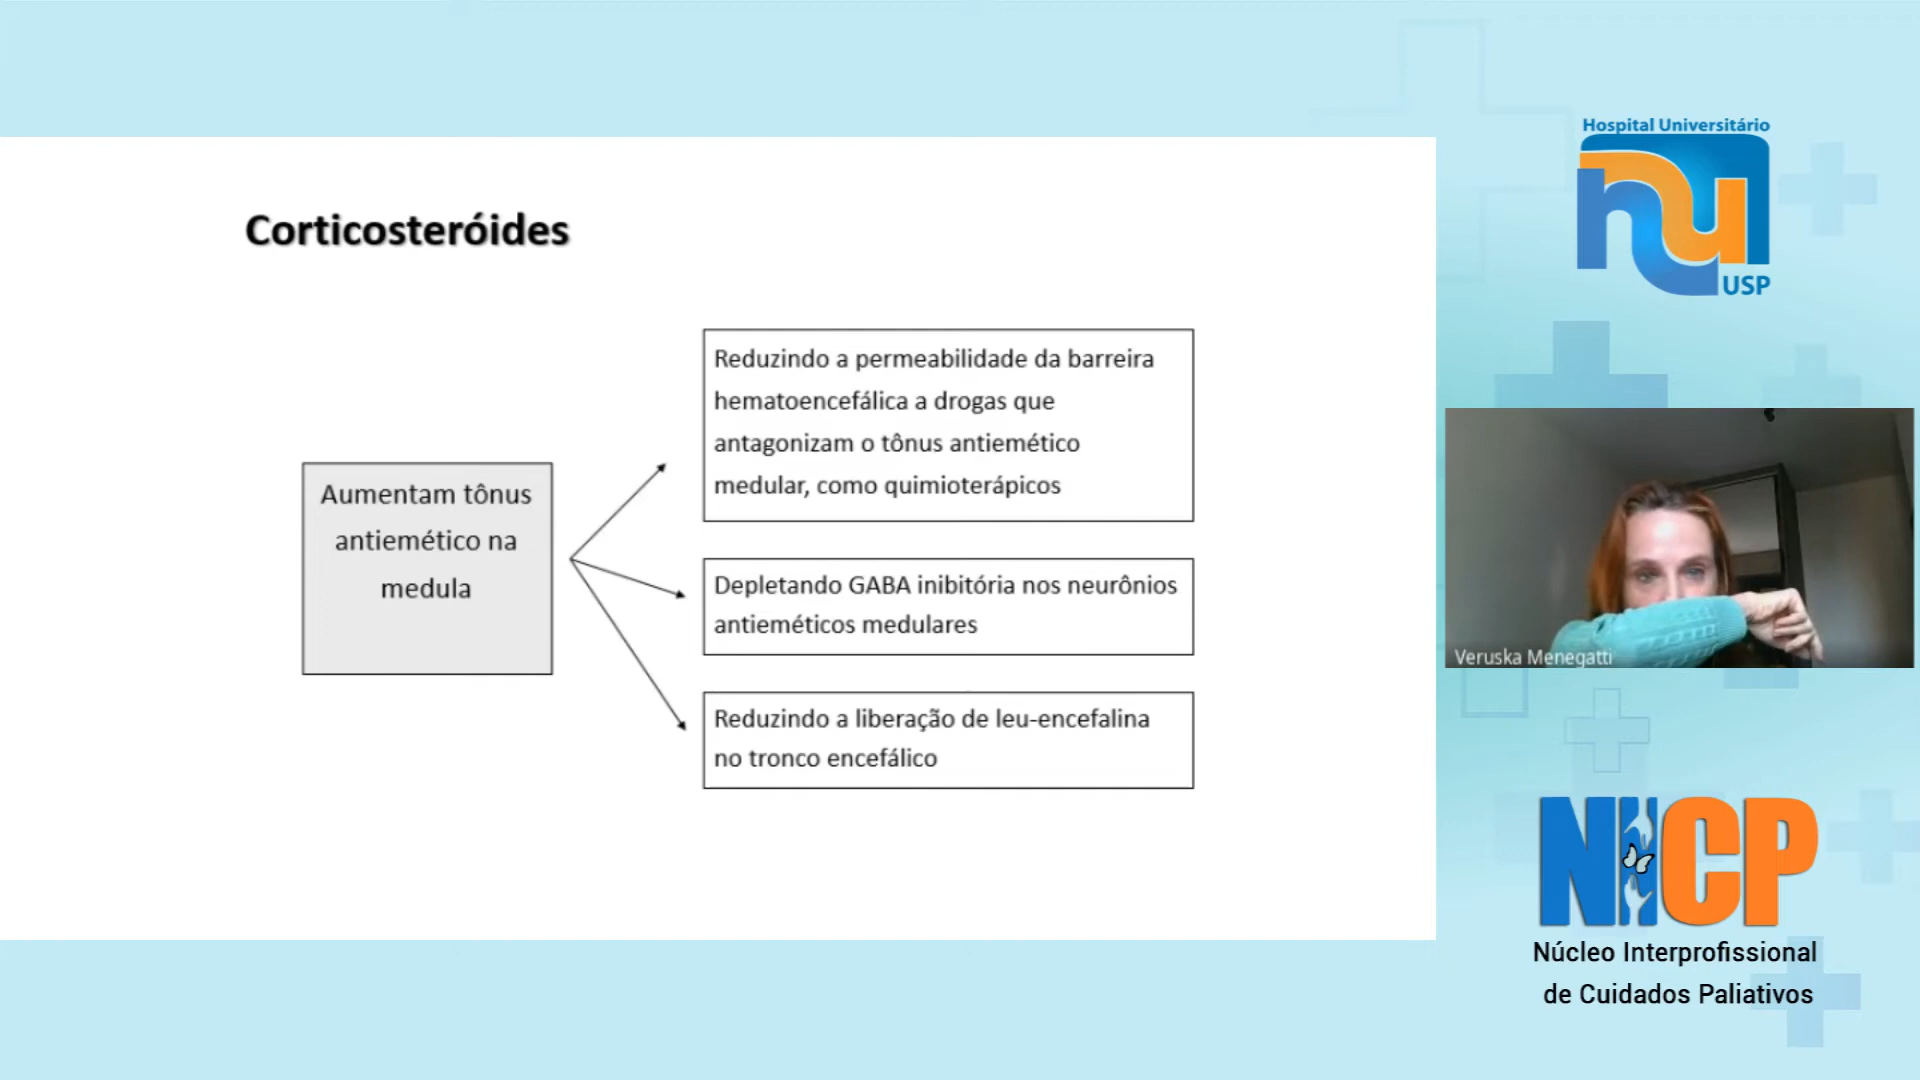 Hospital Universitário
USP
Corticosteróides
Aumentam tônus
antiemético na
medula
Reduzindo a permeabilidade da barreira
hematoencefálica a drogas que
antagonizam o tônus antiemético
medular, como quimioterápicos
Depletando GABA inibitória nos neurônios
antieméticos medulares
Reduzindo a liberação de leu-encefalina
no tronco encefálico
Veruska Menegatti
NICP
Núcleo Interprofissional
de Cuidados Paliativos